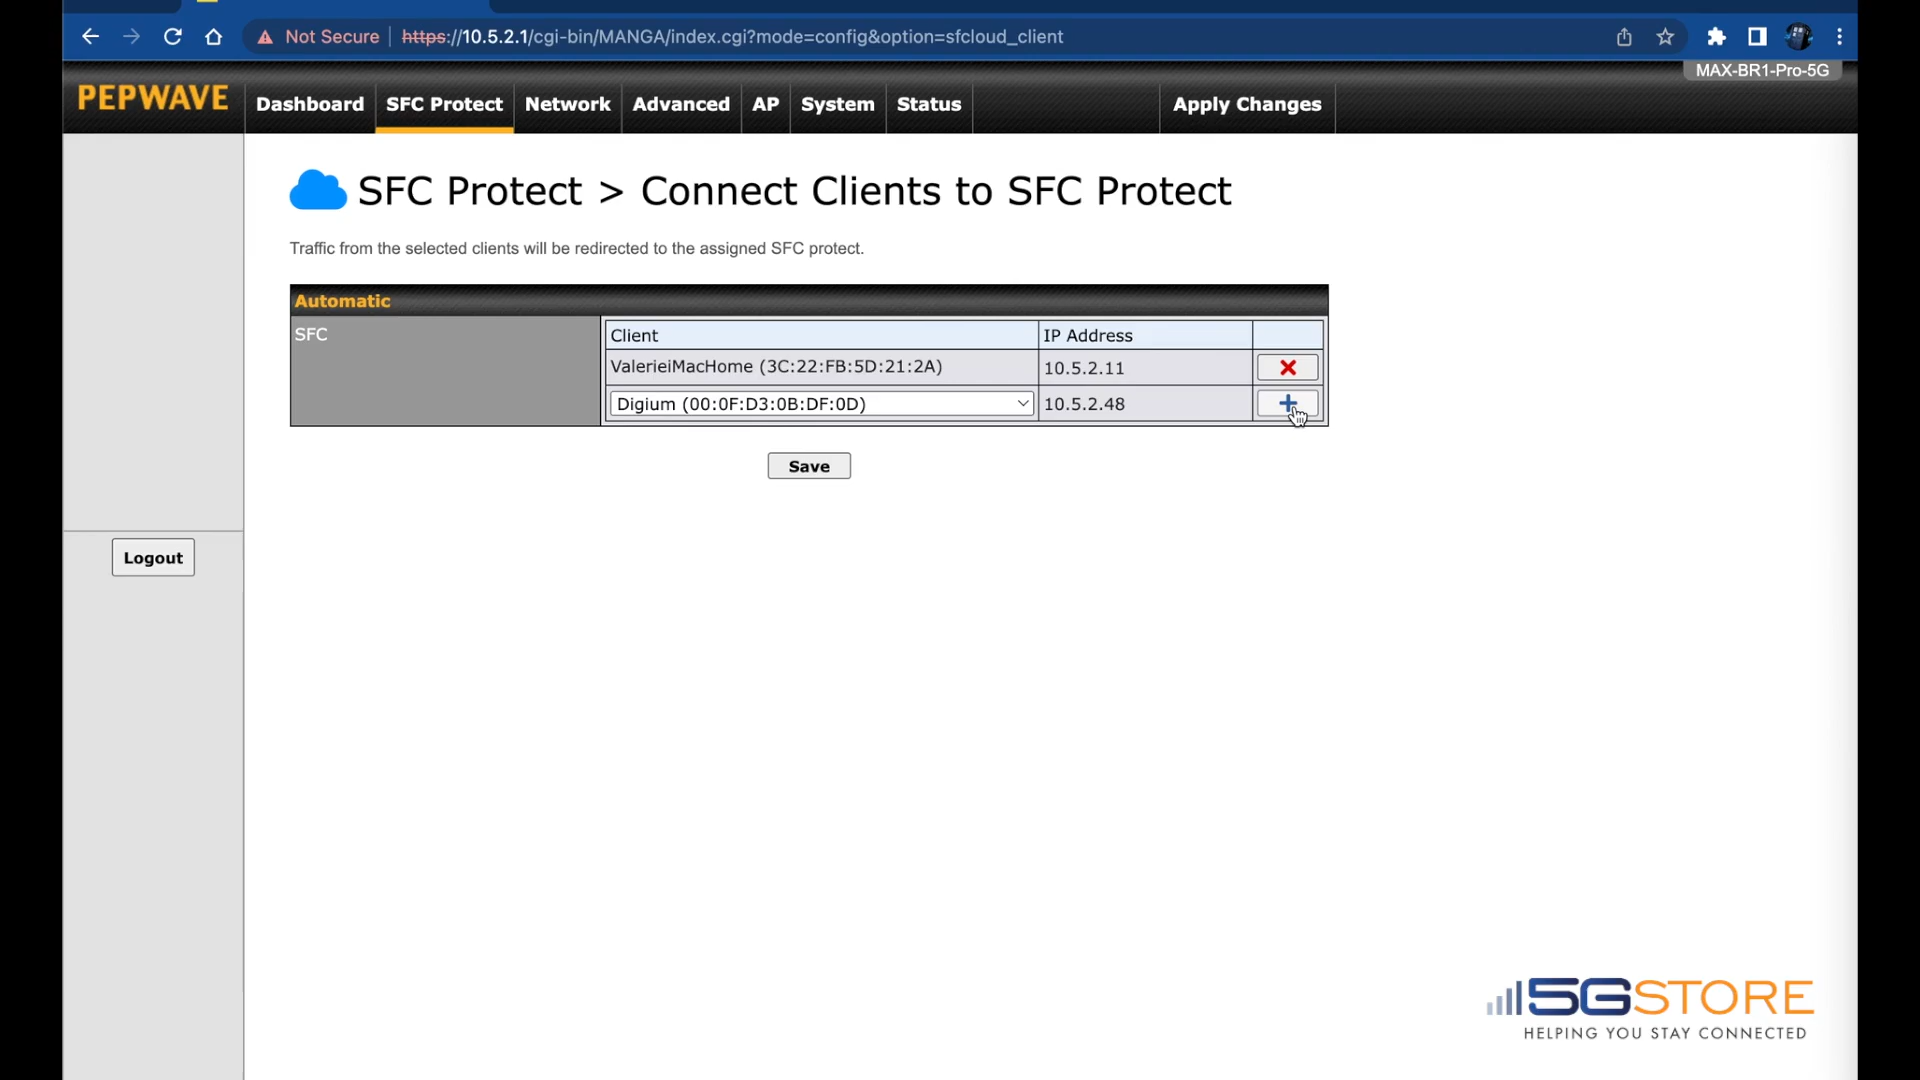 Not Secure
https://10.5.2.1/cgi-bin/MANGA/index.cgi?mode=config&option=sfcloud_client
MAX-BR1-Pro-5G
PEPWAVE
Dashboard
SFC Protect
Network
Advanced
AP
System
Status
Apply Changes
SFC Protect > Connect Clients to SFC Protect
Traffic from the selected clients will be redirected to the assigned SFC protect.
Automatic
SFC
Client
IP Address
ValerieiMacHome (3C:22:FB:5D:21:2A)
10.5.2.11
Digium (00:0F:D3:0B:DF:0D)
10.5.2.48
Save
Logout
5GSTORE
HELPING YOU STAY CONNECTED